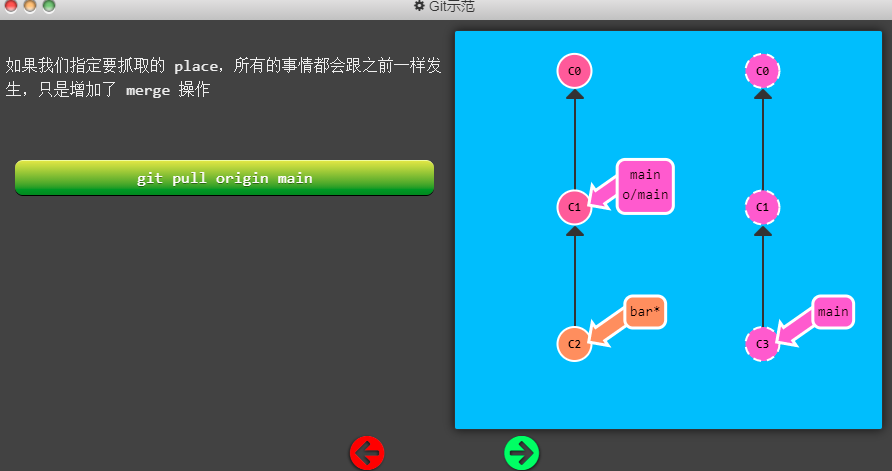 Git示范
如果我们指定要抓取的 place，所有的事情都会跟之前一样发
生，只是增加了 merge 操作
git pull origin main
C0
C0
main
o/main
C1
C1
bar*
main
C2
C3